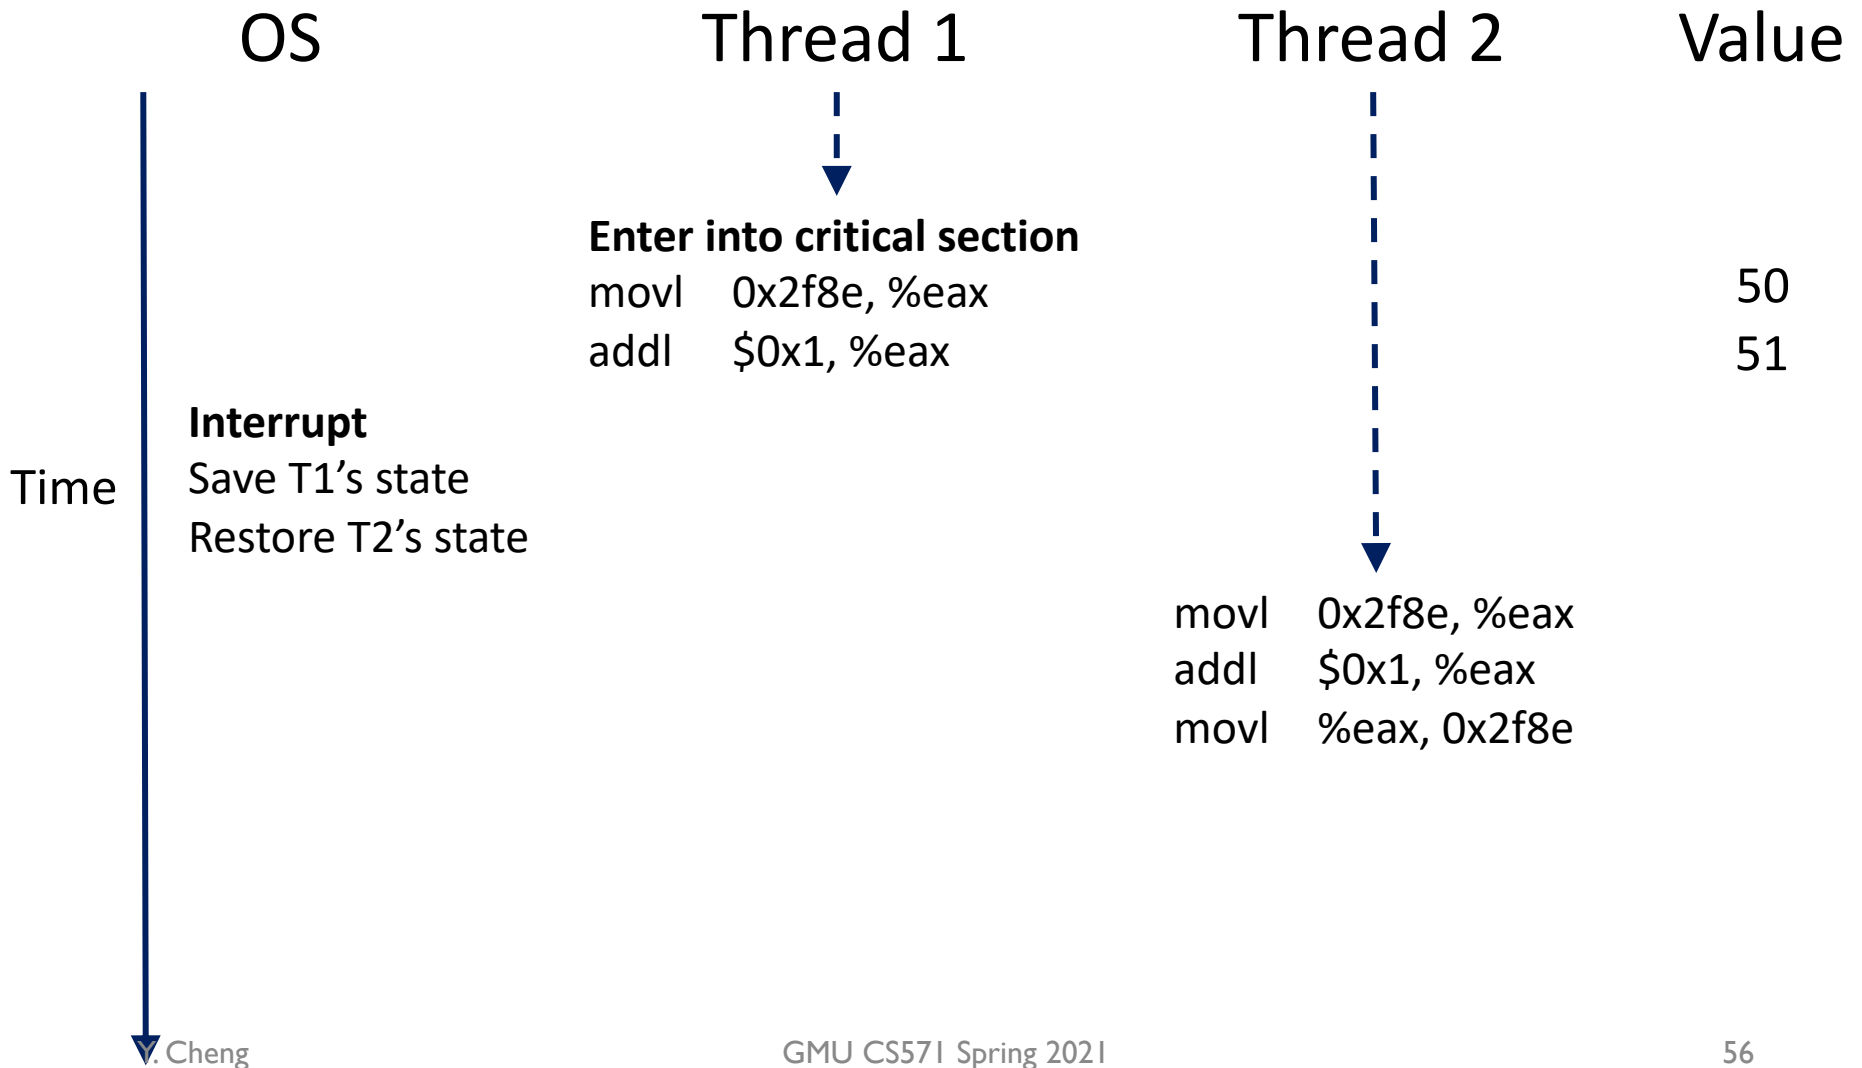 OS Thread 1 Thread 2 Value
Enter into critical section
movl 0x2f8e, %eax 50
addl $0x1, %eax 51
Interrupt
Time Save T1’s state
Restore T2’s state
movl 0x2f8e, %eax
addl $0x1, %eax
movl %eax, 0x2f8e
Y. Cheng GMU CS571 Spring 2021 56